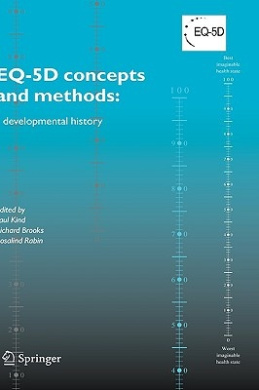 EQ-5D
Best
imaginable
health state
100
EQ-5D concepts
and methods:
developmental history
edited by
Paul Kind
Richard Brooks
Rosalind Rabin
100
0
Worst
imaginable
health state
Springer